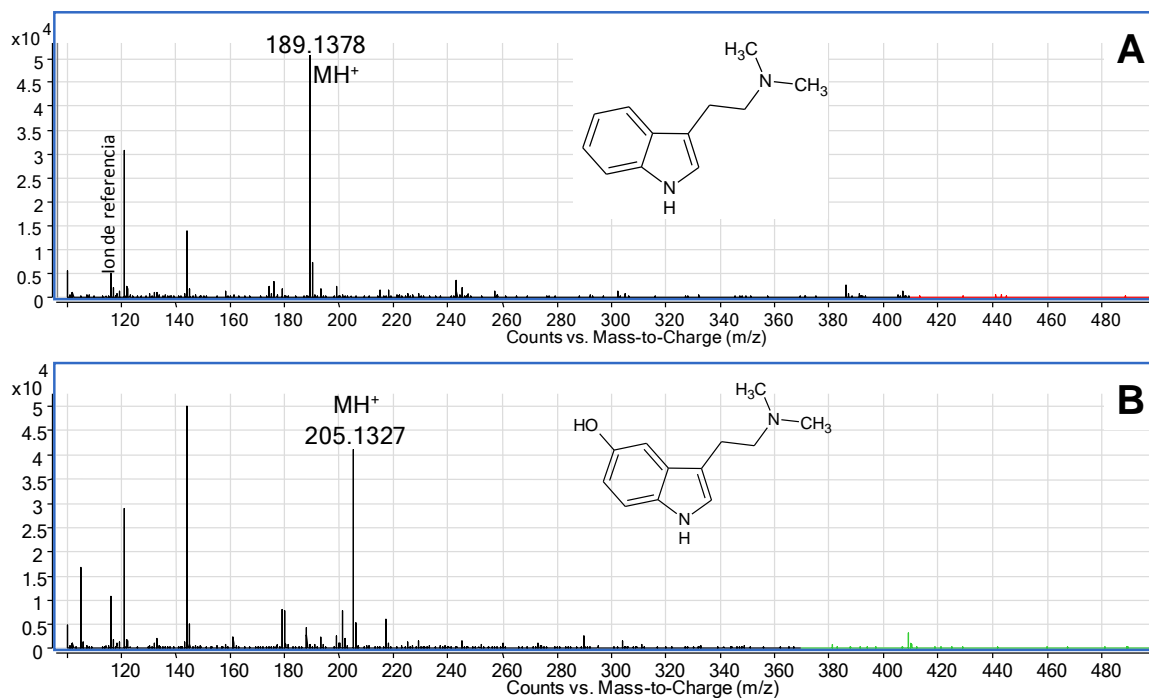 x10⁴
189.1378
MH⁺
A
5
4.5
4
3.5
3
2.5
2
1.5
1
0.5
0
Ion de referencia
H₃C
N
CH₃
N
H
120 140 160 180 200 220 240 260 280 300 320 340 360 380 400 420 440 460 480
Counts vs. Mass-to-Charge (m/z)
4
x10
MH⁺
205.1327
B
5
4.5
4
3.5
3
2.5
2
1.5
1
0.5
0
H₃C
HO
N
CH₃
N
H
120 140 160 180 200 220 240 260 280 300 320 340 360 380 400 420 440 460 480
Counts vs. Mass-to-Charge (m/z)